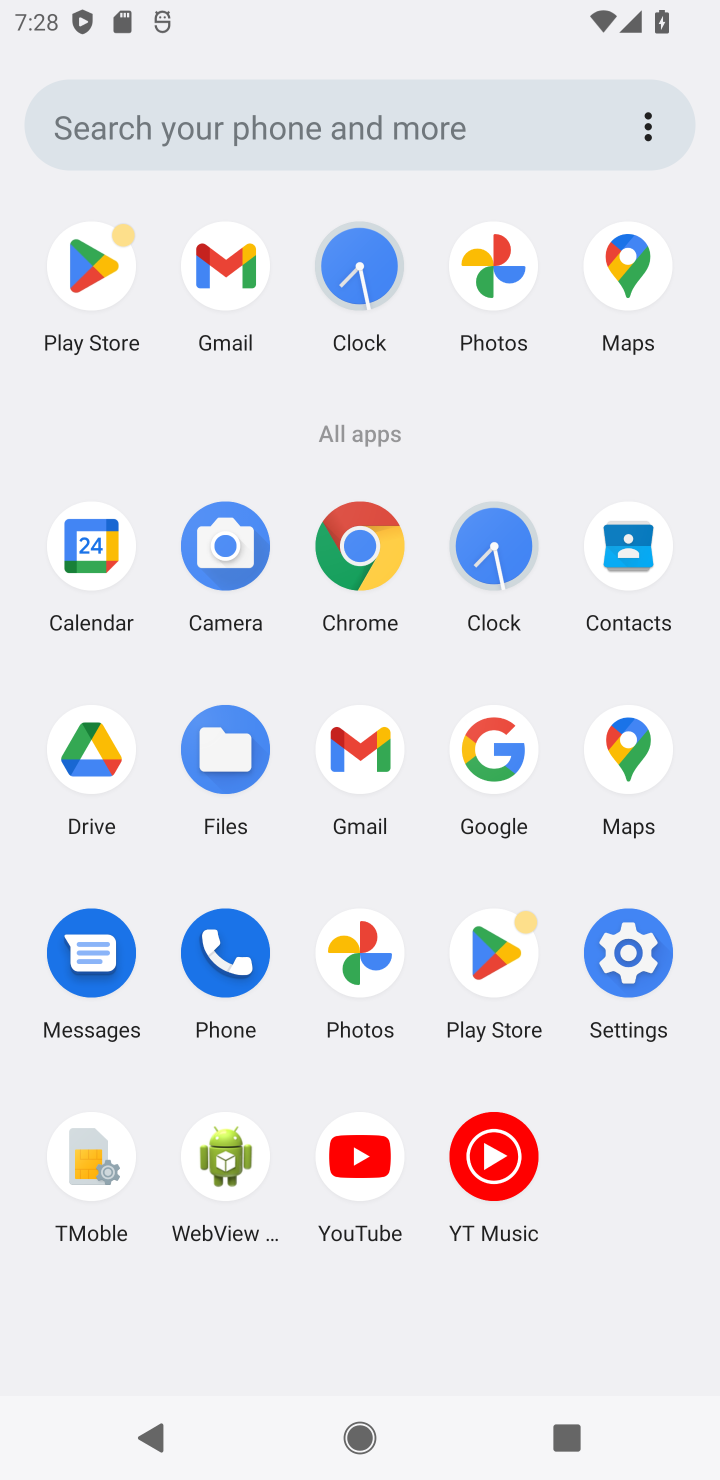 7:28
Search your phone and more
Play Store Gmail Clock Photos Maps
All apps
24
Calendar Camera Chrome Clock Contacts
Drive Files Gmail Google Maps
Messages Phone Photos Play Store Settings
TMoble WebView ... YouTube YT Music